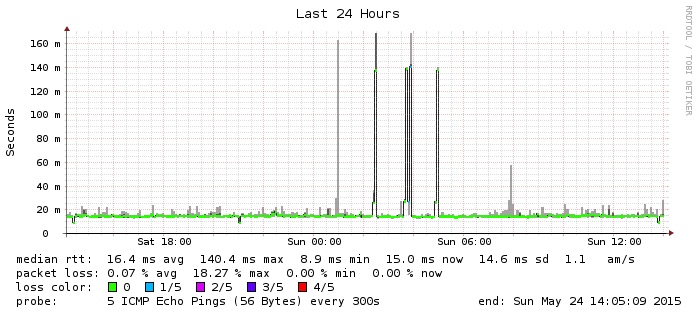 Last 24 Hours
RRDTOOL / TOBI OETIKER
Seconds
160 m
140 m
120 m
100 m
80 m
60 m
40 m
20 m
0
Sat 18:00 Sun 00:00 Sun 06:00 Sun 12:00
median rtt: 16.4 ms avg 140.4 ms max 8.9 ms min 15.0 ms now 14.6 ms sd 1.1 am/s
packet loss: 0.07 % avg 18.27 % max 0.00 % min 0.00 % now
loss color: 0 1/5 2/5 3/5 4/5
probe: 5 ICMP Echo Pings (56 Bytes) every 300s end: Sun May 24 14:05:09 2015